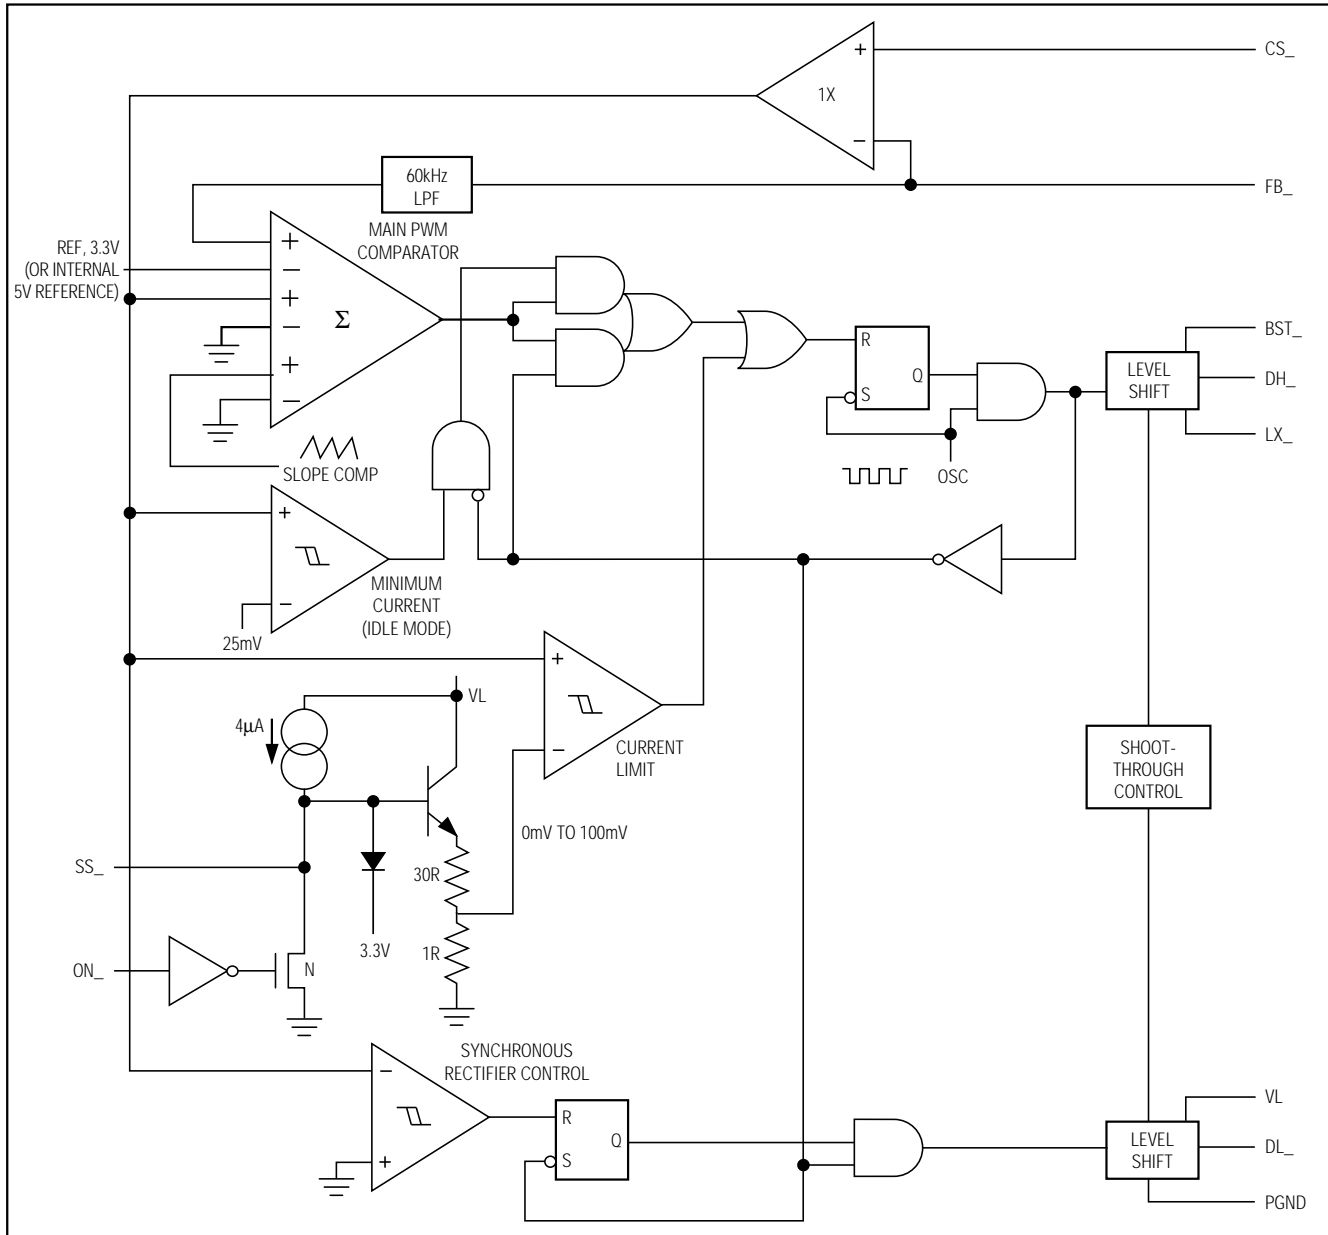 CS_
+
1X
−
60kHz
LPF
FB_
MAIN PWM
COMPARATOR
REF, 3.3V
(OR INTERNAL
5V REFERENCE)
+
−
+
−
+
−
Σ
SLOPE COMP
R
Q
S
OSC
LEVEL
SHIFT
BST_
DH_
LX_
+
−
25mV
MINIMUM
CURRENT
(IDLE MODE)
+
−
CURRENT
LIMIT
VL
4µA
0mV TO 100mV
SHOOT-
THROUGH
CONTROL
SS_
30R
3.3V
1R
ON_
N
SYNCHRONOUS
RECTIFIER CONTROL
−
+
R
Q
S
LEVEL
SHIFT
VL
DL_
PGND